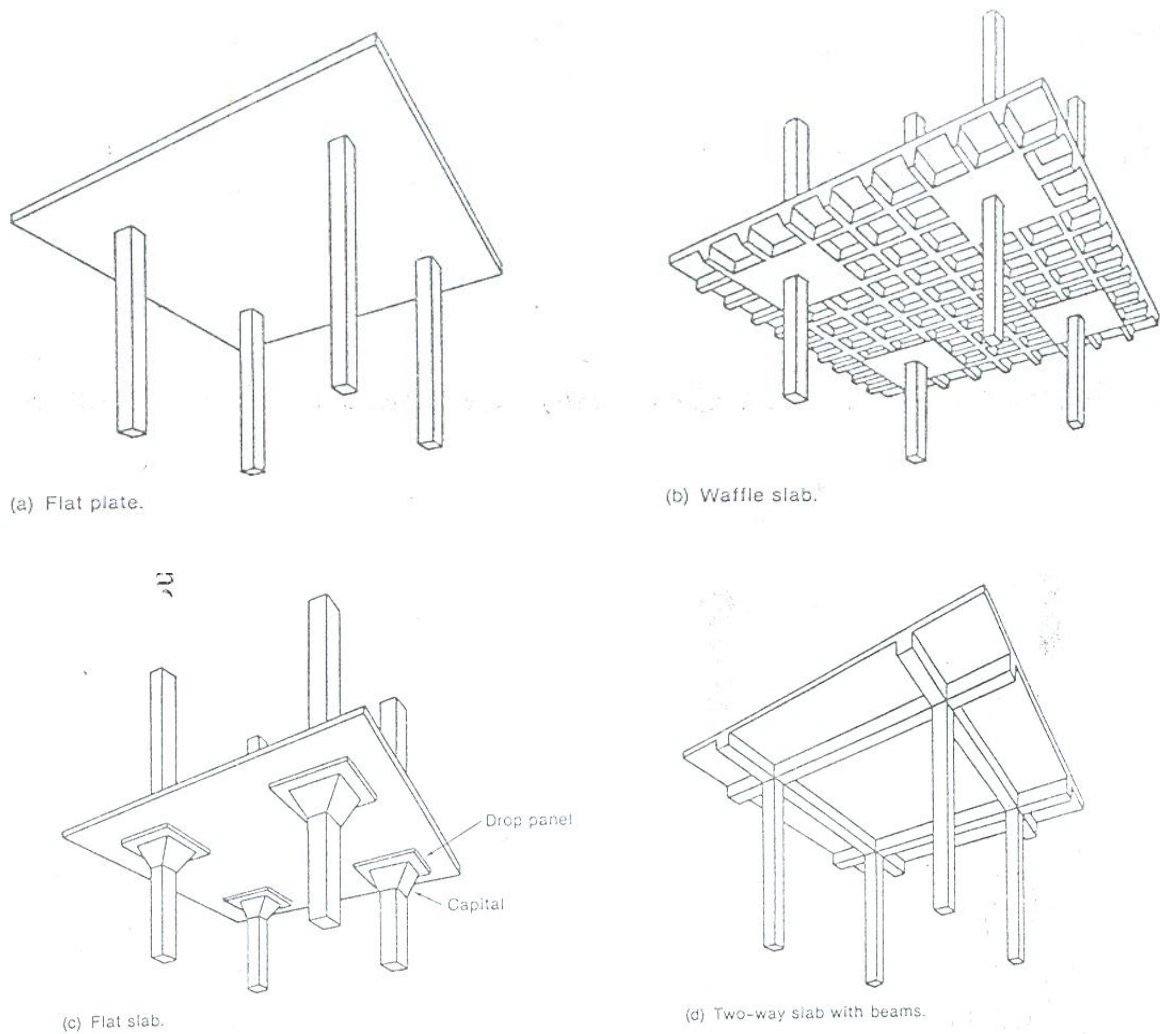 (a) Flat plate.
(b) Waffle slab.
Drop panel
Capital
(c) Flat slab.
(d) Two-way slab with beams.